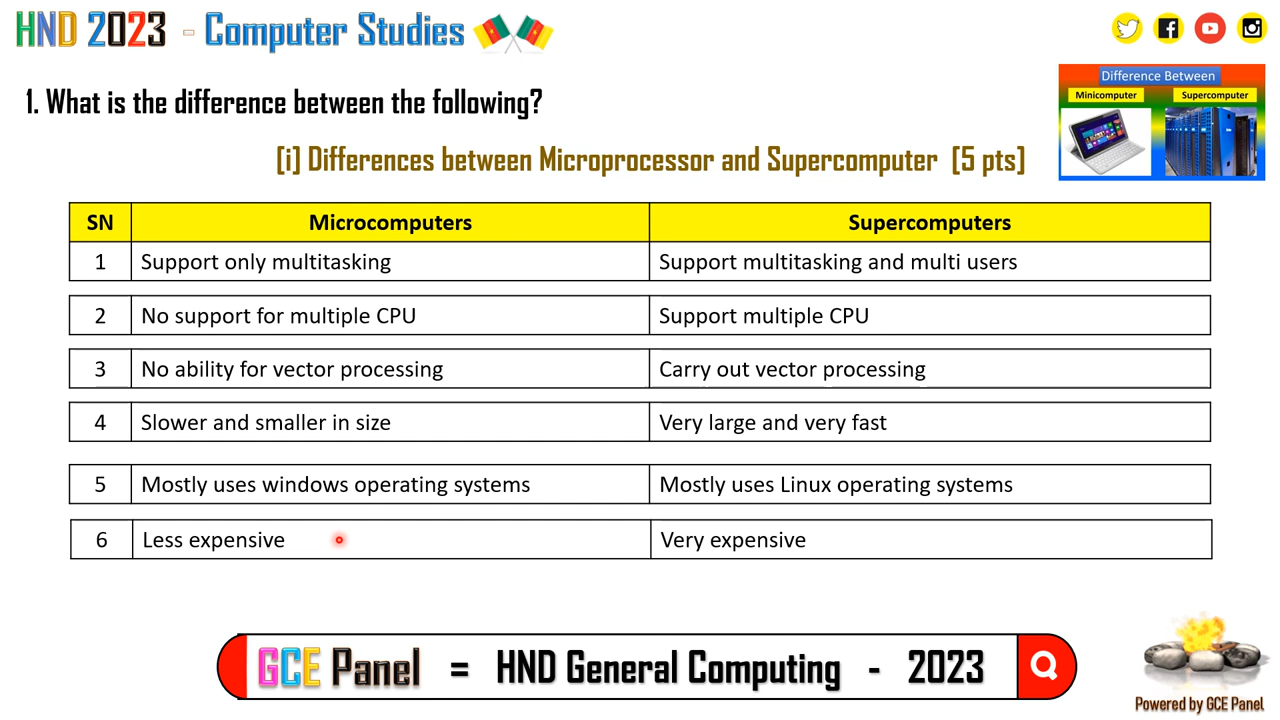 HND 2023 - Computer Studies
1. What is the difference between the following?
Difference Between
Minicomputer Supercomputer
[i] Differences between Microprocessor and Supercomputer [5 pts]
SN Microcomputers Supercomputers
1 Support only multitasking Support multitasking and multi users
2 No support for multiple CPU Support multiple CPU
3 No ability for vector processing Carry out vector processing
4 Slower and smaller in size Very large and very fast
5 Mostly uses windows operating systems Mostly uses Linux operating systems
6 Less expensive Very expensive
GCE Panel = HND General Computing - 2023
Powered by GCE Panel